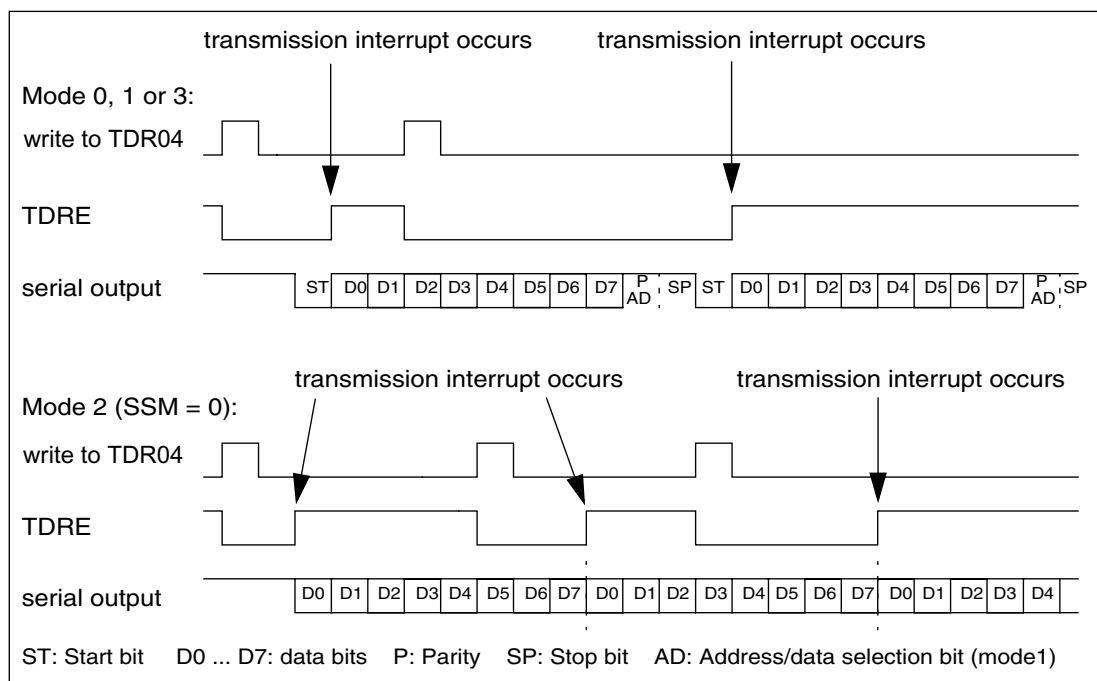 transmission interrupt occurs transmission interrupt occurs
Mode 0, 1 or 3:
write to TDR04
TDRE
serial output ST D0 D1 D2 D3 D4 D5 D6 D7 P AD SP ST D0 D1 D2 D3 D4 D5 D6 D7 P AD SP
transmission interrupt occurs transmission interrupt occurs
Mode 2 (SSM = 0):
write to TDR04
TDRE
serial output D0 D1 D2 D3 D4 D5 D6 D7 D0 D1 D2 D3 D4 D5 D6 D7 D0 D1 D2 D3 D4
ST: Start bit D0 ... D7: data bits P: Parity SP: Stop bit AD: Address/data selection bit (mode1)